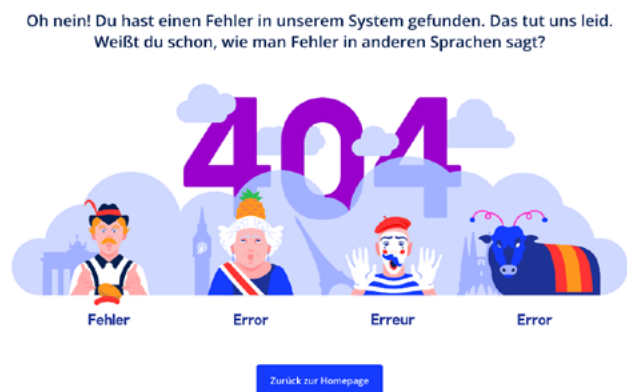 Oh nein! Du hast einen Fehler in unserem System gefunden. Das tut uns leid.
Weißt du schon, wie man Fehler in anderen Sprachen sagt?
404
Fehler Error Erreur Error
Zurück zur Homepage